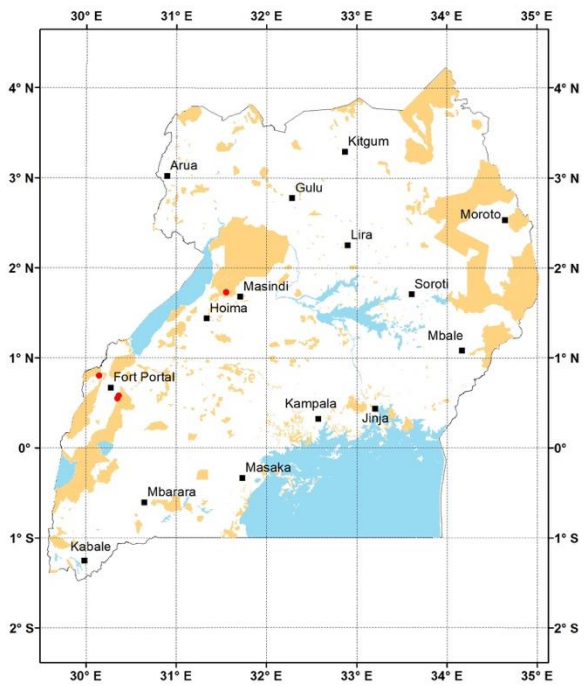 30° E 31° E 32° E 33° E 34° E 35° E
4° N 4° N
Kitgum
Arua
3° N 3° N
Gulu
Moroto
Lira
2° N 2° N
Masindi
Soroti
Hoima
Mbale
1° N 1° N
Fort Portal
Kampala
Jinja
0° 0°
Masaka
Mbarara
1° S 1° S
Kabale
2° S 2° S
30° E 31° E 32° E 33° E 34° E 35° E